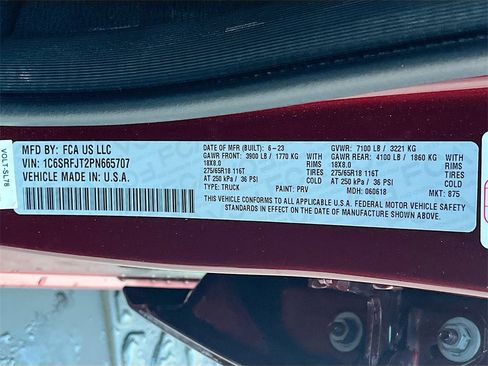 VOLT-SL78
MFD BY: FCA US LLC
VIN: 1C6SRFJT2PN665707
VEHICLE MADE IN: U.S.A.
DATE OF MFR (BUILT): 6-23
GAWR FRONT: 3900 LB / 1770 KG WITH
18X8.0 RIMS
275/65R18 116T TIRES
AT 250 kPa / 36 PSI
TYPE: TRUCK PAINT: PRV
GVWR: 7100 LB / 3221 KG
GAWR REAR: 4100 LB / 1860 KG WITH
18X8.0 RIMS
275/65R18 116T TIRES
AT 250 kPa / 36 PSI
MDH: 060618 MKT: 875
THIS VEHICLE CONFORMS TO ALL APPLICABLE U.S.A. FEDERAL MOTOR VEHICLE SAFETY
STANDARDS IN EFFECT ON THE DATE OF MANUFACTURE SHOWN ABOVE.